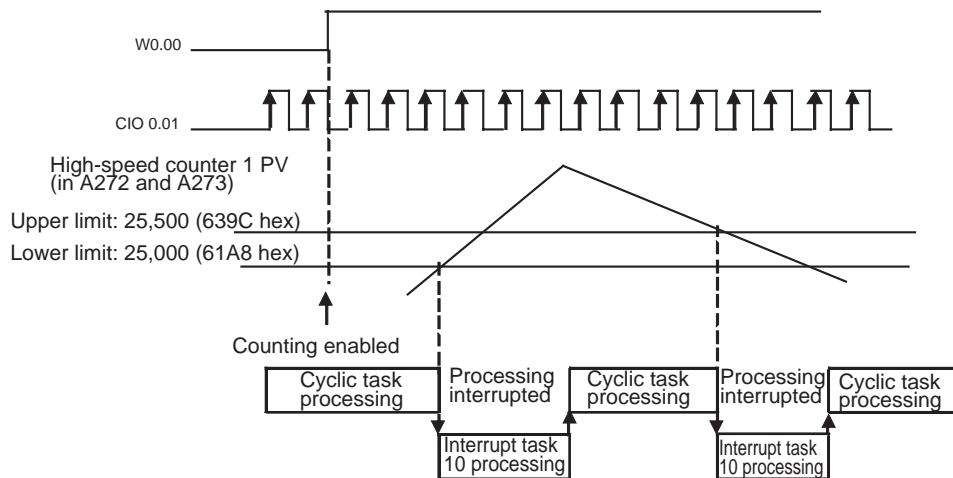 W0.00
CIO 0.01
High-speed counter 1 PV
(in A272 and A273)
Upper limit: 25,500 (639C hex)
Lower limit: 25,000 (61A8 hex)
Counting enabled
Cyclic task
processing
Processing
interrupted
Cyclic task
processing
Processing
interrupted
Cyclic task
processing
Interrupt task
10 processing
Interrupt task
10 processing